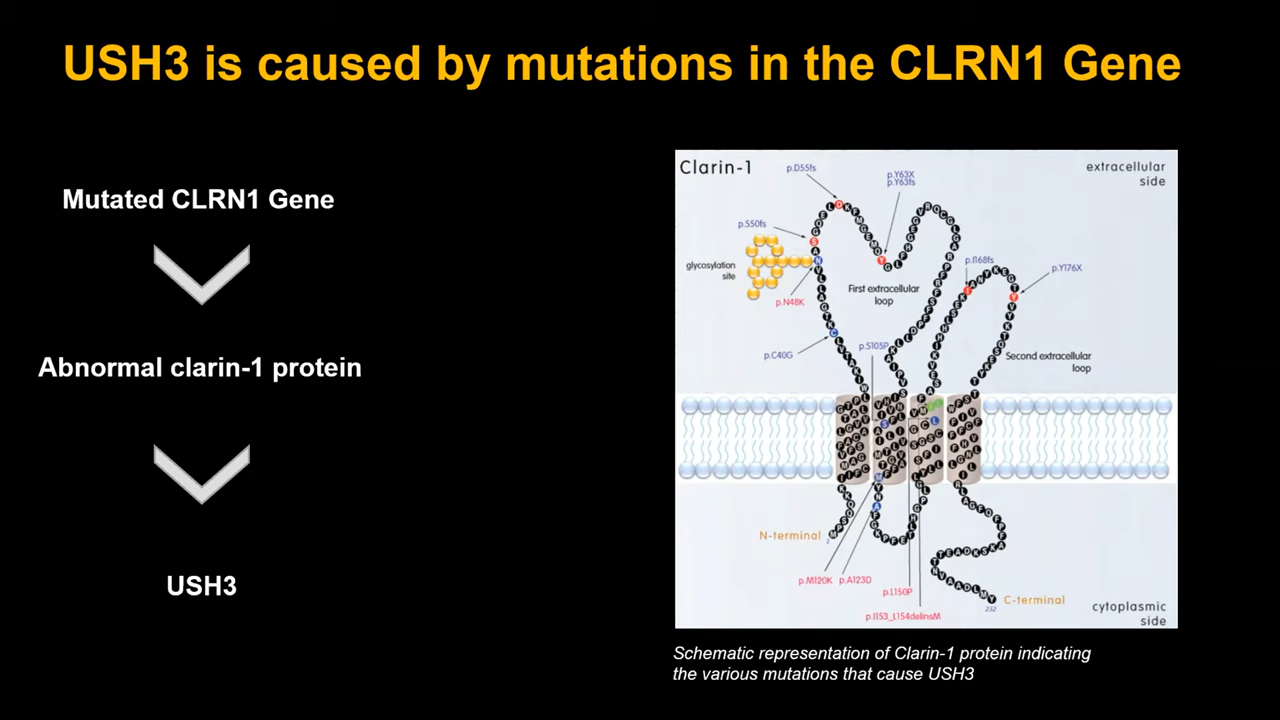 USH3 is caused by mutations in the CLRN1 Gene
Mutated CLRN1 Gene
Abnormal clarin-1 protein
USH3
Clarin-1
extracellular
side
p.D55fs
p.Y63X
p.Y63fs
p.S50fs
glycosylation
site
p.N48K
First extracellular
loop
p.I168fs
p.Y176X
p.C40G
p.S105P
Second extracellular
loop
N-terminal
1
p.M120K
p.A123D
p.L150P
p.I153_L154delinsM
C-terminal
232
cytoplasmic
side
Schematic representation of Clarin-1 protein indicating
the various mutations that cause USH3